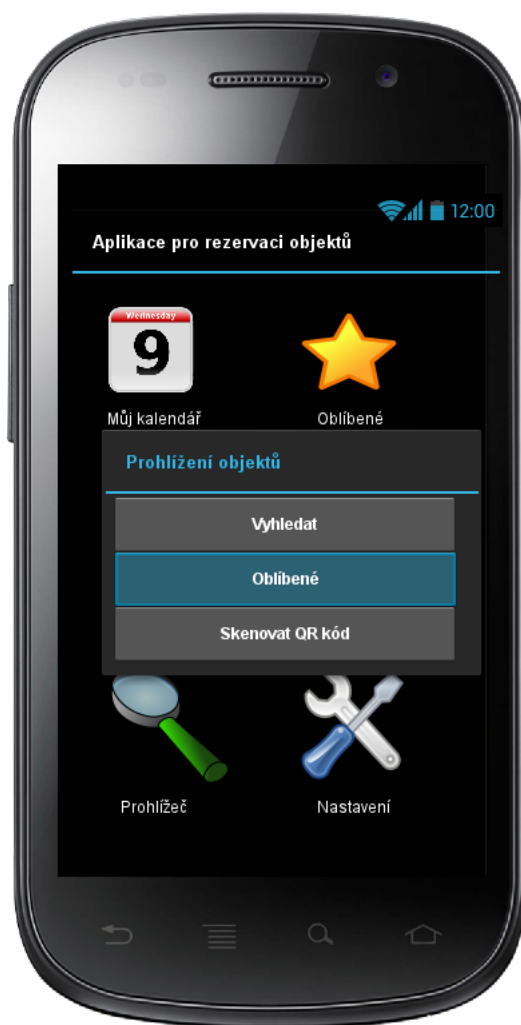 12:00
Aplikace pro rezervaci objektů
Wednesday
9
Můj kalendář
Oblíbené
Prohlížení objektů
Vyhledat
Oblíbené
Skenovat QR kód
Prohlížeč
Nastavení